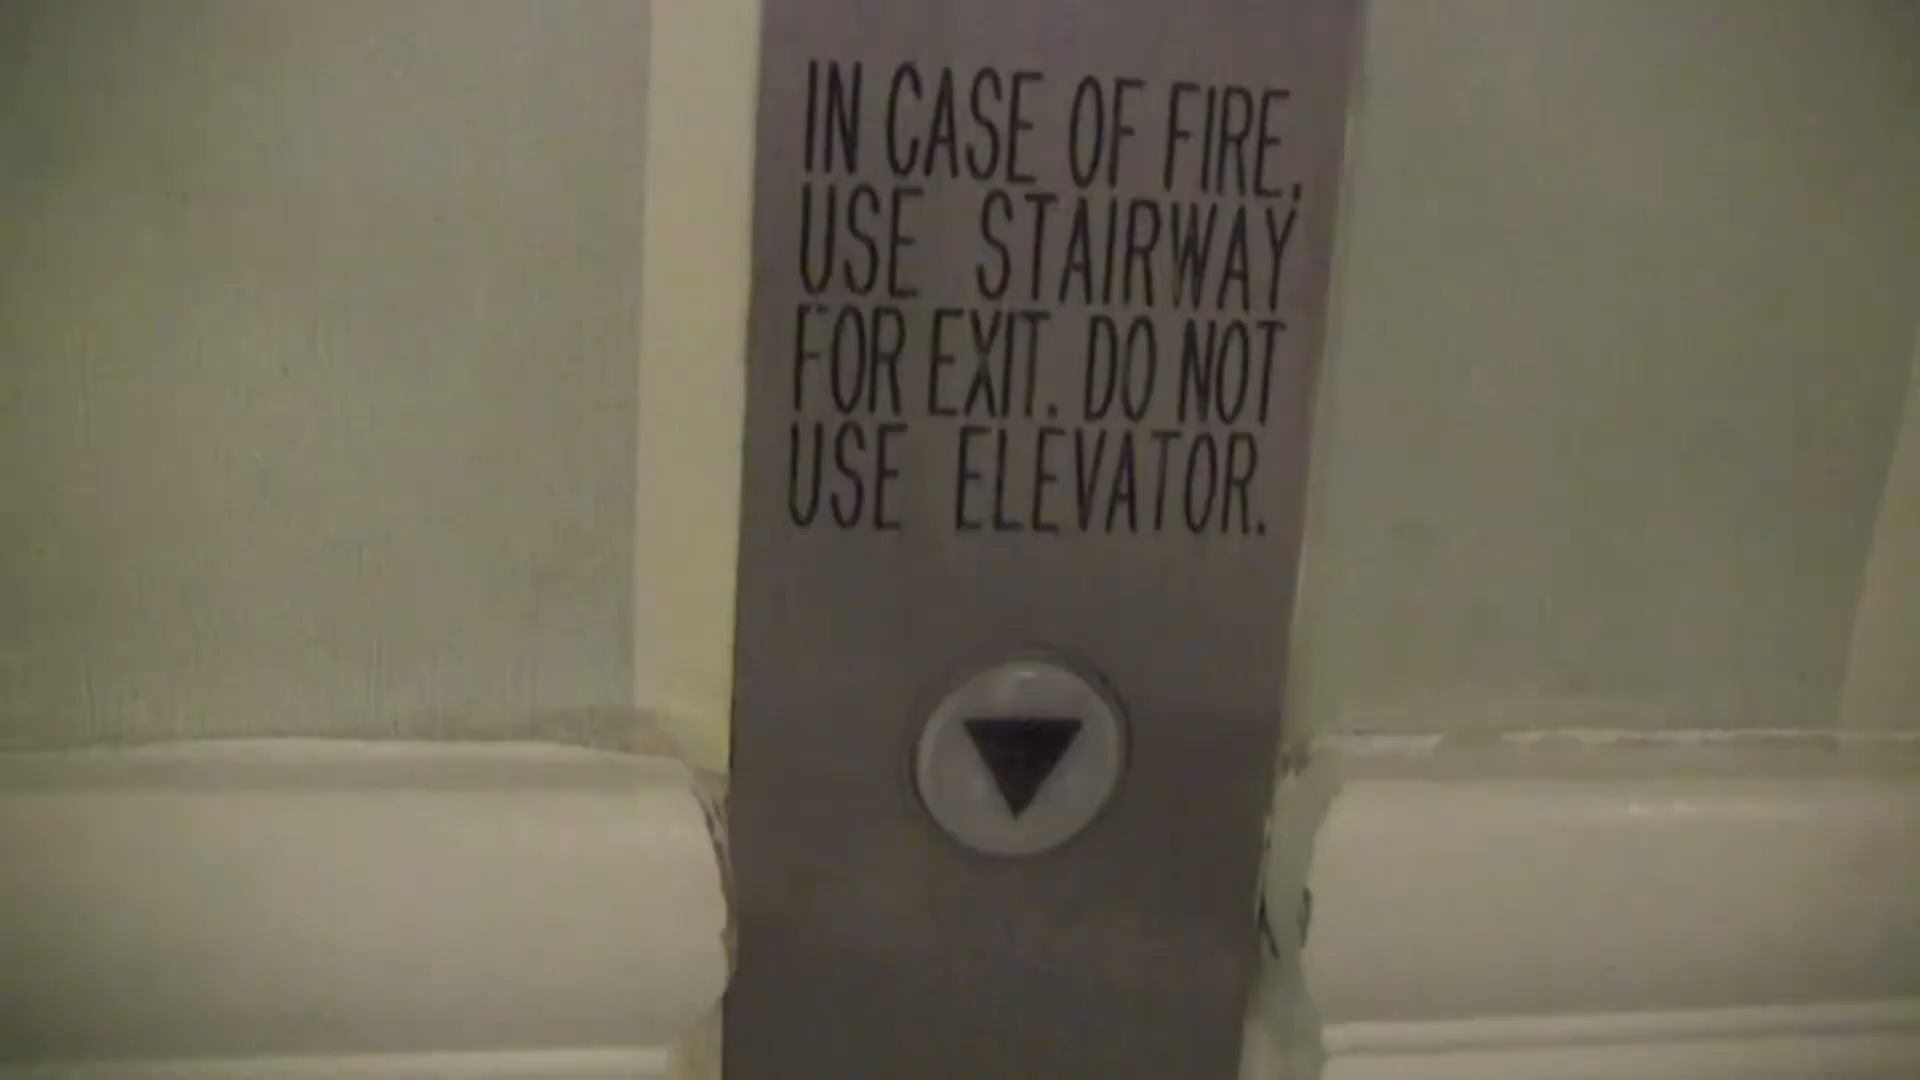 IN CASE OF FIRE,
USE STAIRWAY
FOR EXIT. DO NOT
USE ELEVATOR.